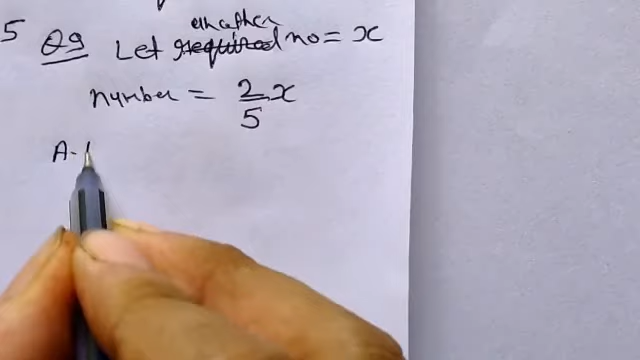 5 Q9 Let another no = x
number = 2/5 x
A.